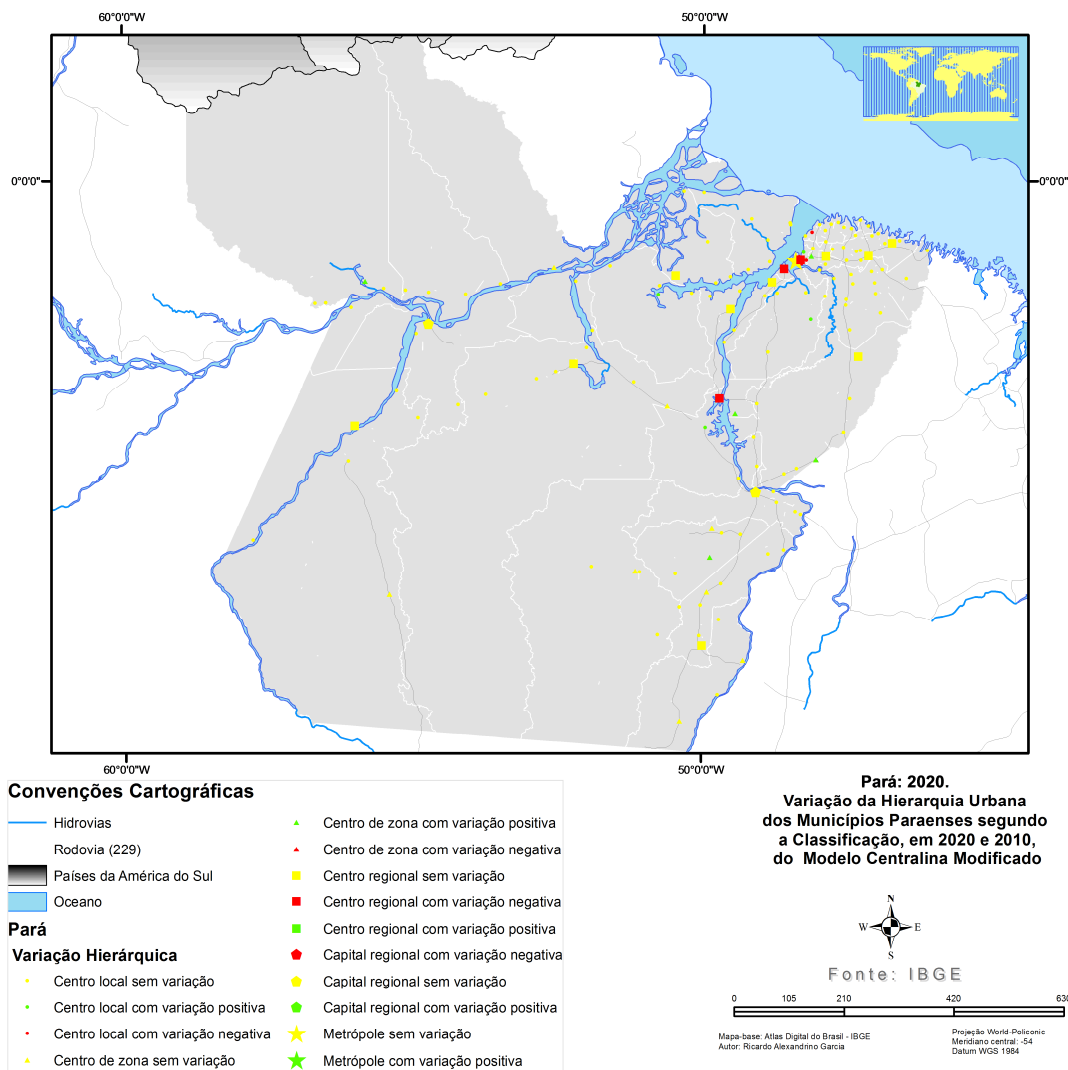 60°0'0"W
50°0'0"W
0°0'0"
0°0'0"
60°0'0"W
50°0'0"W
Convenções Cartográficas
Hidrovias
Rodovia (229)
Países da América do Sul
Oceano
Pará
Variação Hierárquica
Centro local sem variação
Centro local com variação positiva
Centro local com variação negativa
Centro de zona sem variação
Centro de zona com variação positiva
Centro de zona com variação negativa
Centro regional sem variação
Centro regional com variação negativa
Centro regional com variação positiva
Capital regional com variação negativa
Capital regional sem variação
Capital regional com variação positiva
Metrópole sem variação
Metrópole com variação positiva
Pará: 2020.
Variação da Hierarquia Urbana
dos Municípios Paraenses segundo
a Classificação, em 2020 e 2010,
do Modelo Centralina Modificado
N
W E
S
Fonte: IBGE
0 105 210 420 630
Mapa-base: Atlas Digital do Brasil - IBGE
Autor: Ricardo Alexandrino Garcia
Projeção World-Policonic
Meridiano central: -54
Datum WGS 1984